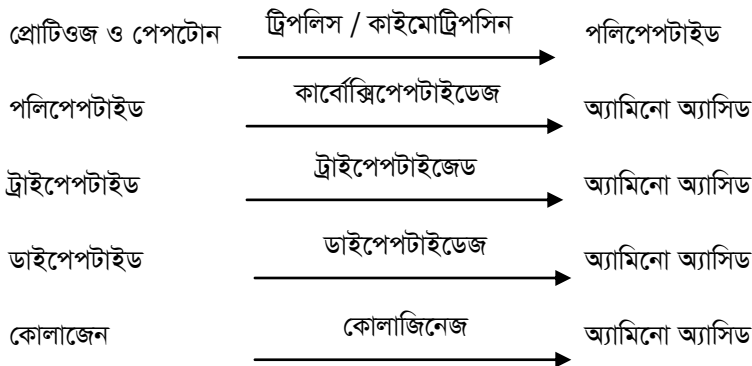 প্রোটিওজ ও পেপটোন ট্রিপলিস / কাইমোট্রিপসিন পলিপেপটাইড
পলিপেপটাইড কার্বোক্সিপেপটাইডেজ অ্যামিনো অ্যাসিড
ট্রাইপেপটাইড ট্রাইপেপটাইজেড অ্যামিনো অ্যাসিড
ডাইপেপটাইড ডাইপেপটাইডেজ অ্যামিনো অ্যাসিড
কোলাজেন কোলাজিনেজ অ্যামিনো অ্যাসিড